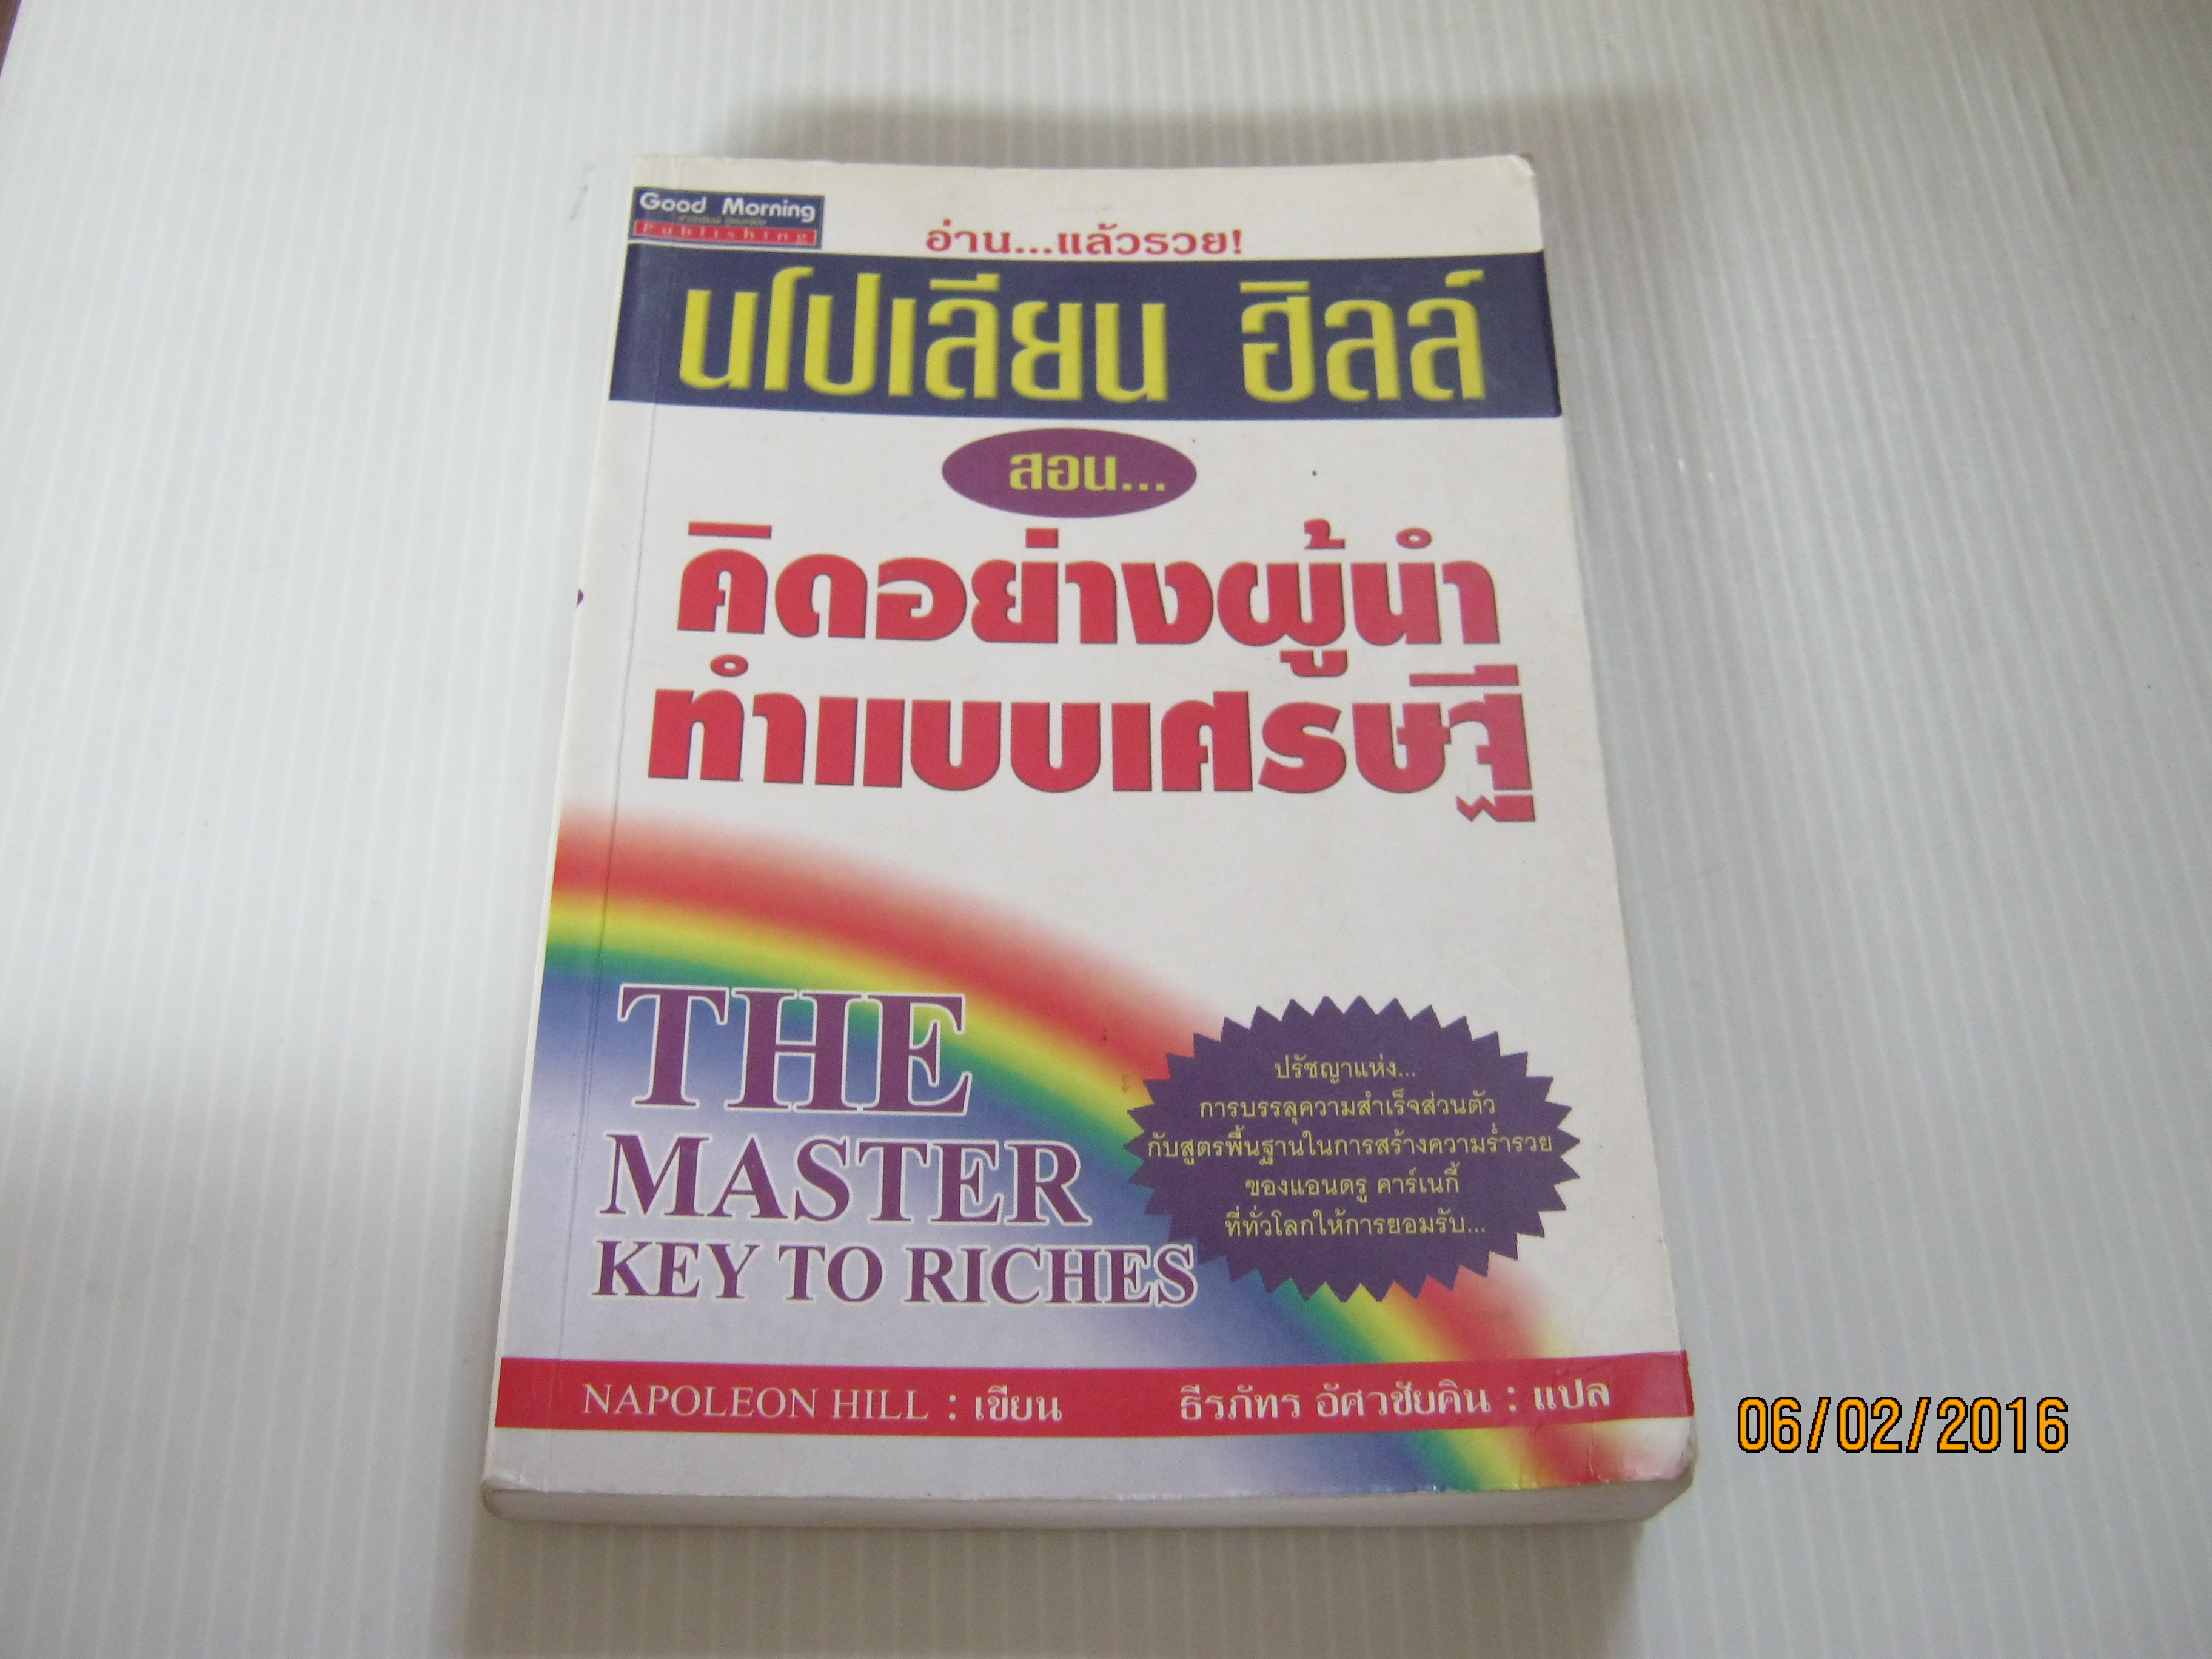 Good Morning
Publishing
อ่าน...แล้วรวย!
นโปเลียน ฮิลล์
สอน...
คิดอย่างผู้นำ
ทำแบบเศรษฐี
THE
MASTER
KEY TO RICHES
ปรัชญาแห่ง...
การบรรลุความสำเร็จส่วนตัว
กับสูตรพื้นฐานในการสร้างความร่ำรวย
ของแอนดรู คาร์เนกี้
ที่ทั่วโลกให้การยอมรับ...
NAPOLEON HILL : เขียน ธีรภัทร อัศวชัยคิน : แปล
06/02/2016